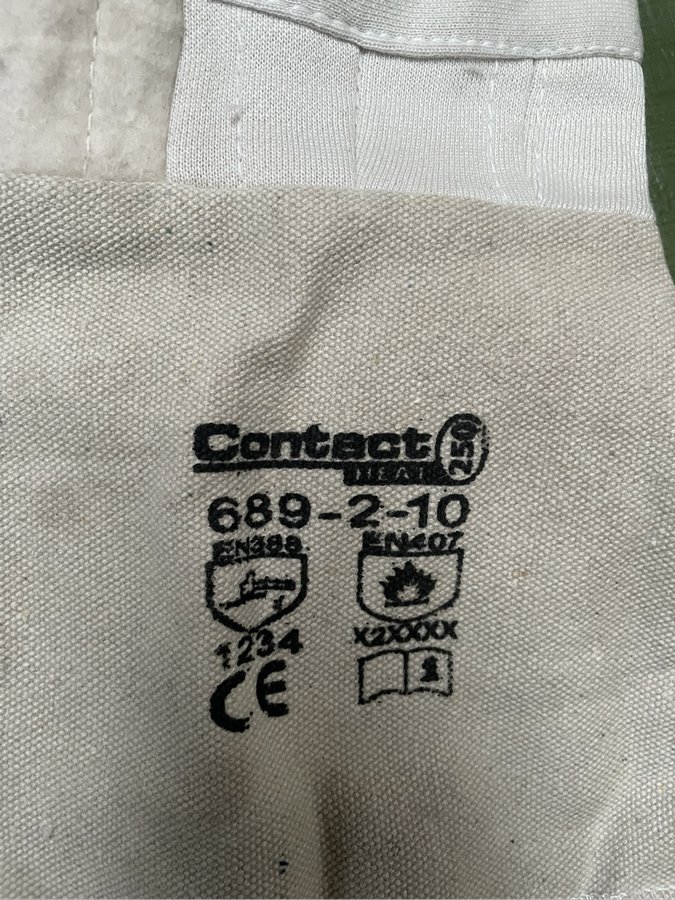 Contact 250
HEAT
689-2-10
EN388 EN407
1234 X2XXXX
CE i